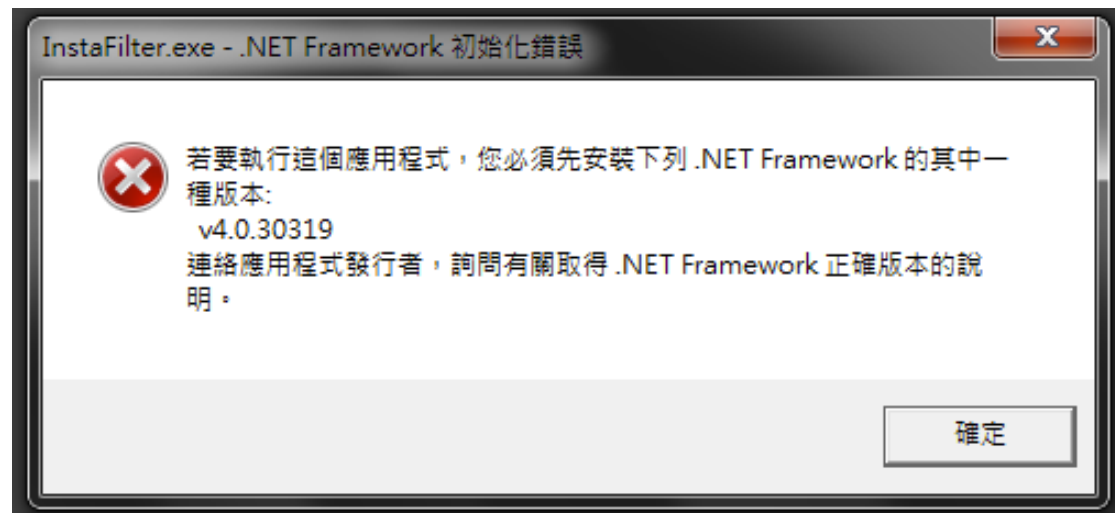 InstaFilter.exe - .NET Framework 初始化錯誤
若要執行這個應用程式，您必須先安裝下列 .NET Framework 的其中一
種版本:
v4.0.30319
連絡應用程式發行者，詢問有關取得 .NET Framework 正確版本的說
明。
確定